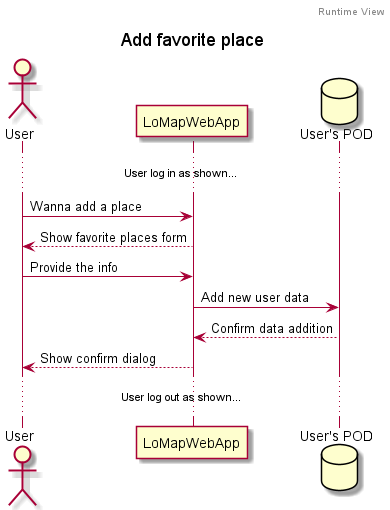 Runtime View
Add favorite place
User
LoMapWebApp
User's POD
User log in as shown...
Wanna add a place
Show favorite places form
Provide the info
Add new user data
Confirm data addition
Show confirm dialog
User log out as shown...
User
LoMapWebApp
User's POD